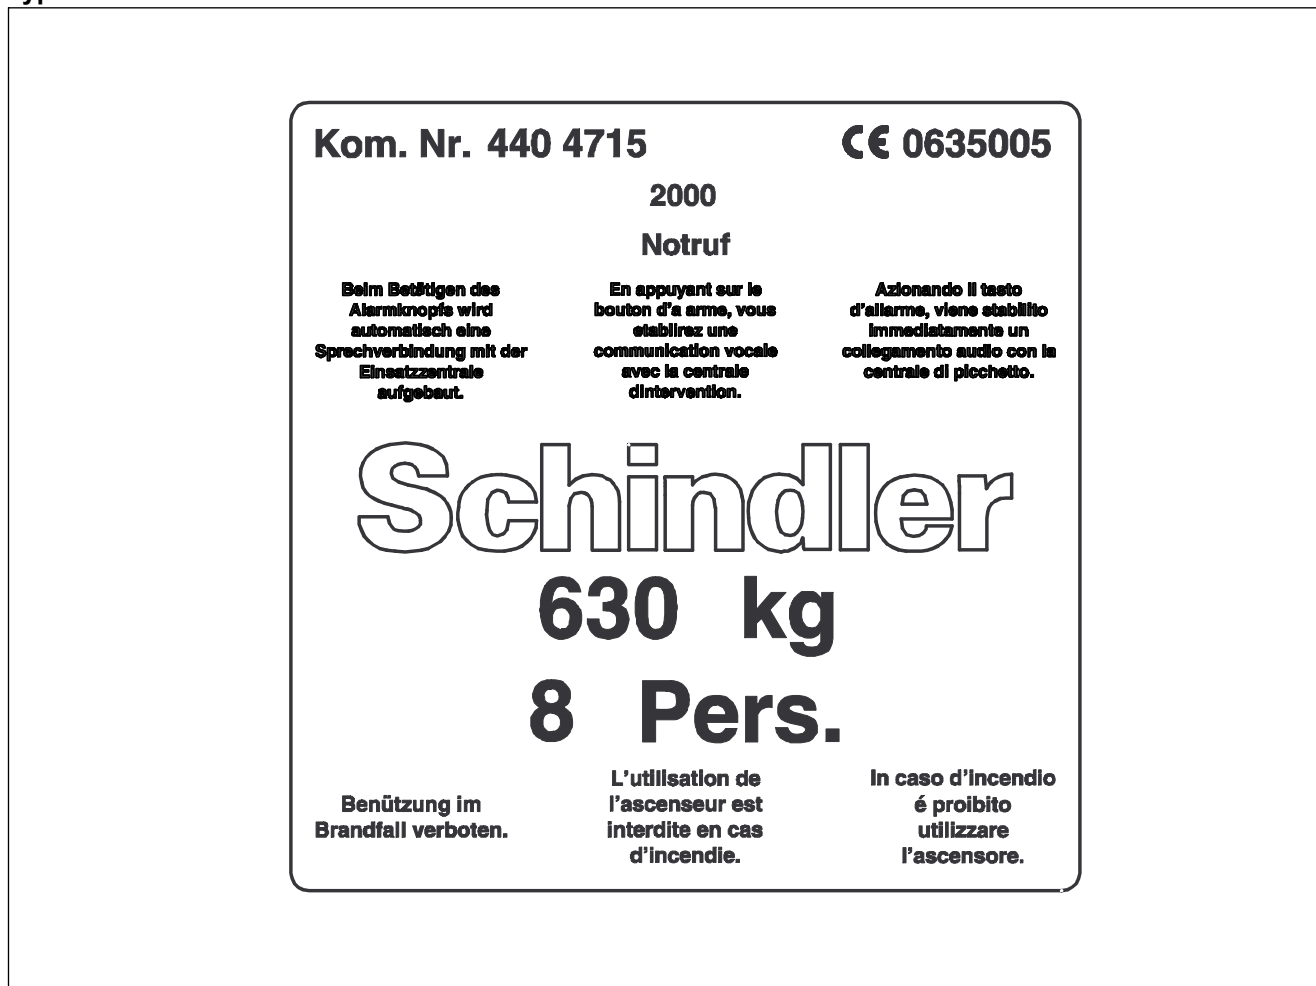 Kom. Nr. 440 4715
CE 0635005
2000
Notruf
Beim Betätigen des
Alarmknopfs wird
automatisch eine
Sprechverbindung mit der
Einsatzzentrale
aufgebaut.
En appuyant sur le
bouton d'a arme, vous
etablirez une
communication vocale
avec la centrale
dintervention.
Azionando il tasto
d'allarme, viene stabilito
immediatamente un
collegamento audio con la
centrale di picchetto.
Schindler
630 kg
8 Pers.
Benützung im
Brandfall verboten.
L'utilisation de
l'ascenseur est
interdite en cas
d'incendie.
In caso d'incendio
é proibito
utilizzare
l'ascensore.